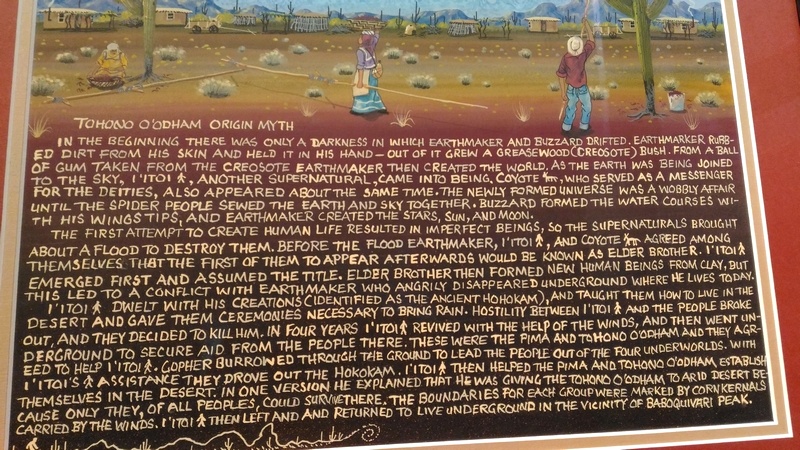 TOHONO O'ODHAM ORIGIN MYTH
IN THE BEGINNING THERE WAS ONLY A DARKNESS IN WHICH EARTHMAKER AND BUZZARD DRIFTED. EARTHMARKER RUBB-
ED DIRT FROM HIS SKIN AND HELD IT IN HIS HAND - OUT OF IT GREW A GREASEWOOD (CREOSOTE) BUSH. FROM A BALL
OF GUM TAKEN FROM THE CREOSOTE EARTHMAKER THEN CREATED THE WORLD. AS THE EARTH WAS BEING JOINED
TO THE SKY, I'ITOI, ANOTHER SUPERNATURAL, CAME INTO BEING. COYOTE, WHO SERVED AS A MESSENGER
FOR THE DEITIES, ALSO APPEARED ABOUT THE SAME TIME. THE NEWLY FORMED UNIVERSE WAS A WOBBLY AFFAIR
UNTIL THE SPIDER PEOPLE SEWED THE EARTH AND SKY TOGETHER. BUZZARD FORMED THE WATER COURSES WI-
TH HIS WINGS TIPS, AND EARTHMAKER CREATED THE STARS, SUN, AND MOON.
THE FIRST ATTEMPT TO CREATE HUMAN LIFE RESULTED IN IMPERFECT BEINGS, SO THE SUPERNATURALS BROUGHT
ABOUT A FLOOD TO DESTROY THEM. BEFORE THE FLOOD EARTHMAKER, I'ITOI, AND COYOTE AGREED AMONG
THEMSELVES THAT THE FIRST OF THEM TO APPEAR AFTERWARDS WOULD BE KNOWN AS ELDER BROTHER. I'ITOI
EMERGED FIRST AND ASSUMED THE TITLE. ELDER BROTHER THEN FORMED NEW HUMAN BEINGS FROM CLAY, BUT
THIS LED TO A CONFLICT WITH EARTHMAKER WHO ANGRILY DISAPPEARED UNDERGROUND WHERE HE LIVES TODAY.
I'ITOI DWELT WITH HIS CREATIONS (IDENTIFIED AS THE ANCIENT HOHOKAM), AND TAUGHT THEM HOW TO LIVE IN THE
DESERT AND GAVE THEM CEREMONIES NECESSARY TO BRING RAIN. HOSTILITY BETWEEN I'ITOI AND THE PEOPLE BROKE
OUT, AND THEY DECIDED TO KILL HIM. IN FOUR YEARS I'ITOI REVIVED WITH THE HELP OF THE WINDS, AND THEN WENT UN-
DERGROUND TO SECURE AID FROM THE PEOPLE THERE. THESE WERE THE PIMA AND TOHONO O'ODHAM AND THEY AGR-
EED TO HELP I'ITOI. GOPHER BURROWED THROUGH THE GROUND TO LEAD THE PEOPLE OUT OF THE FOUR UNDERWORLDS. WITH
I'ITOI'S ASSISTANCE THEY DROVE OUT THE HOKOKAM. I'ITOI THEN HELPED THE PIMA AND TOHONO O'ODHAM, ESTABLISH
THEMSELVES IN THE DESERT. IN ONE VERSION HE EXPLAINED THAT HE WAS GIVING THE TOHONO O'ODHAM TO ARID DESERT BE-
CAUSE ONLY THEY, OF ALL PEOPLES, COULD SURVIVE THERE. THE BOUNDARIES FOR EACH GROUP WERE MARKED BY CORN KERNALS
CARRIED BY THE WINDS. I'ITOI THEN LEFT AND AND RETURNED TO LIVE UNDERGROUND IN THE VICINITY OF BABOQUIVARI PEAK.